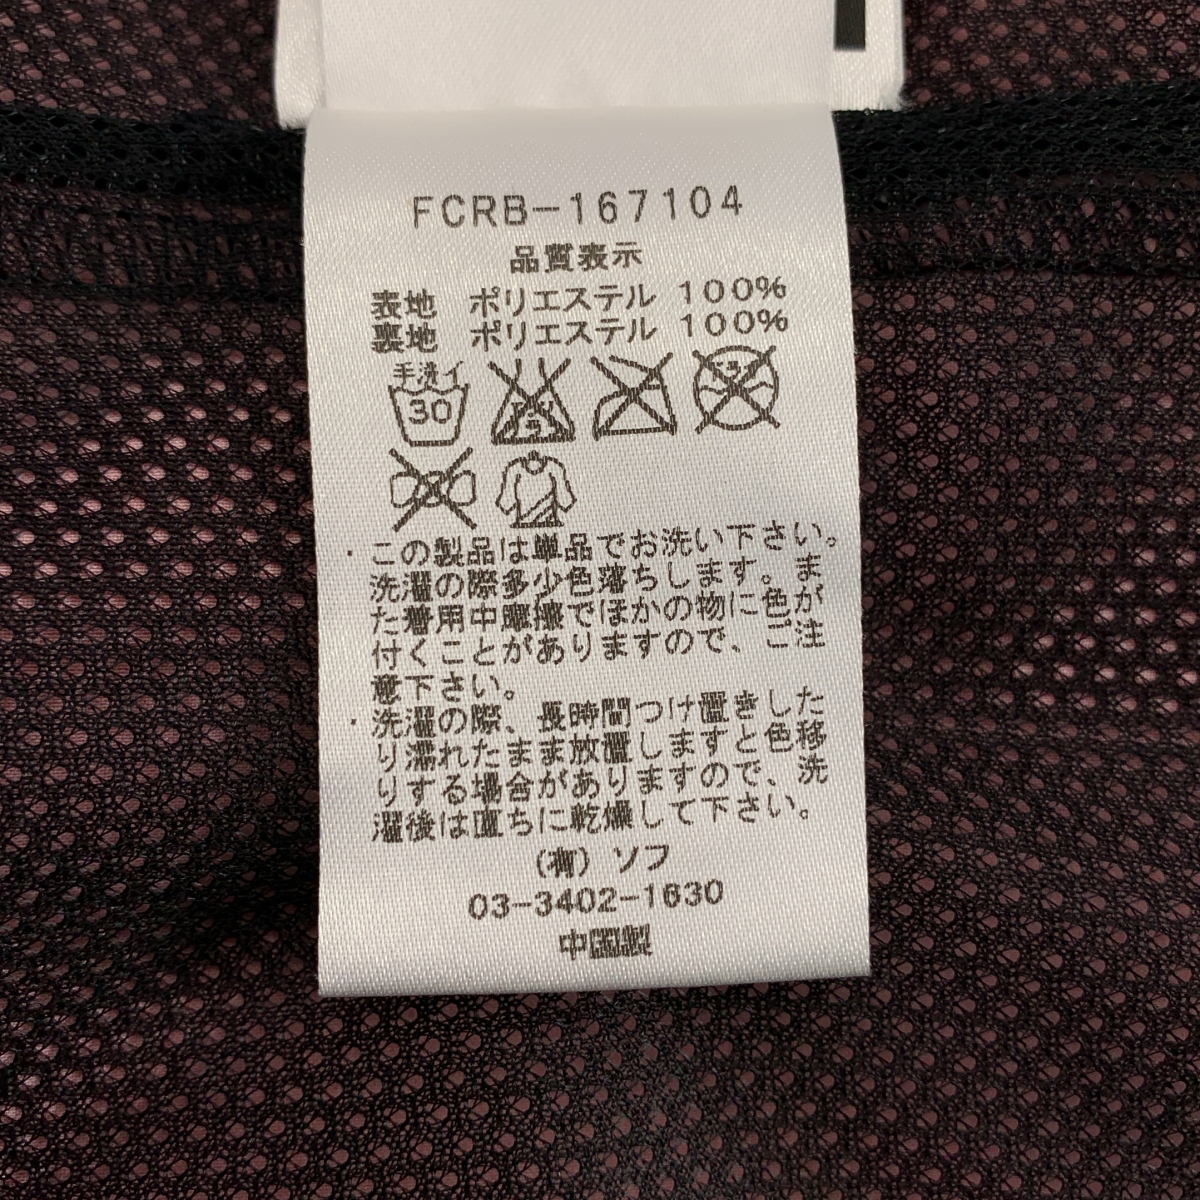 FCRB-167104
品質表示
表地 ポリエステル 100%
裏地 ポリエステル 100%
手洗イ
30
・この製品は単品でお洗い下さい。
洗濯の際多少色落ちします。ま
た着用中摩擦でほかの物に色が
付くことがありますので、ご注
意下さい。
・洗濯の際、長時間つけ置きした
り濡れたまま放置しますと色移
りする場合がありますので、洗
濯後は直ちに乾燥して下さい。
(有) ソフ
03-3402-1630
中国製